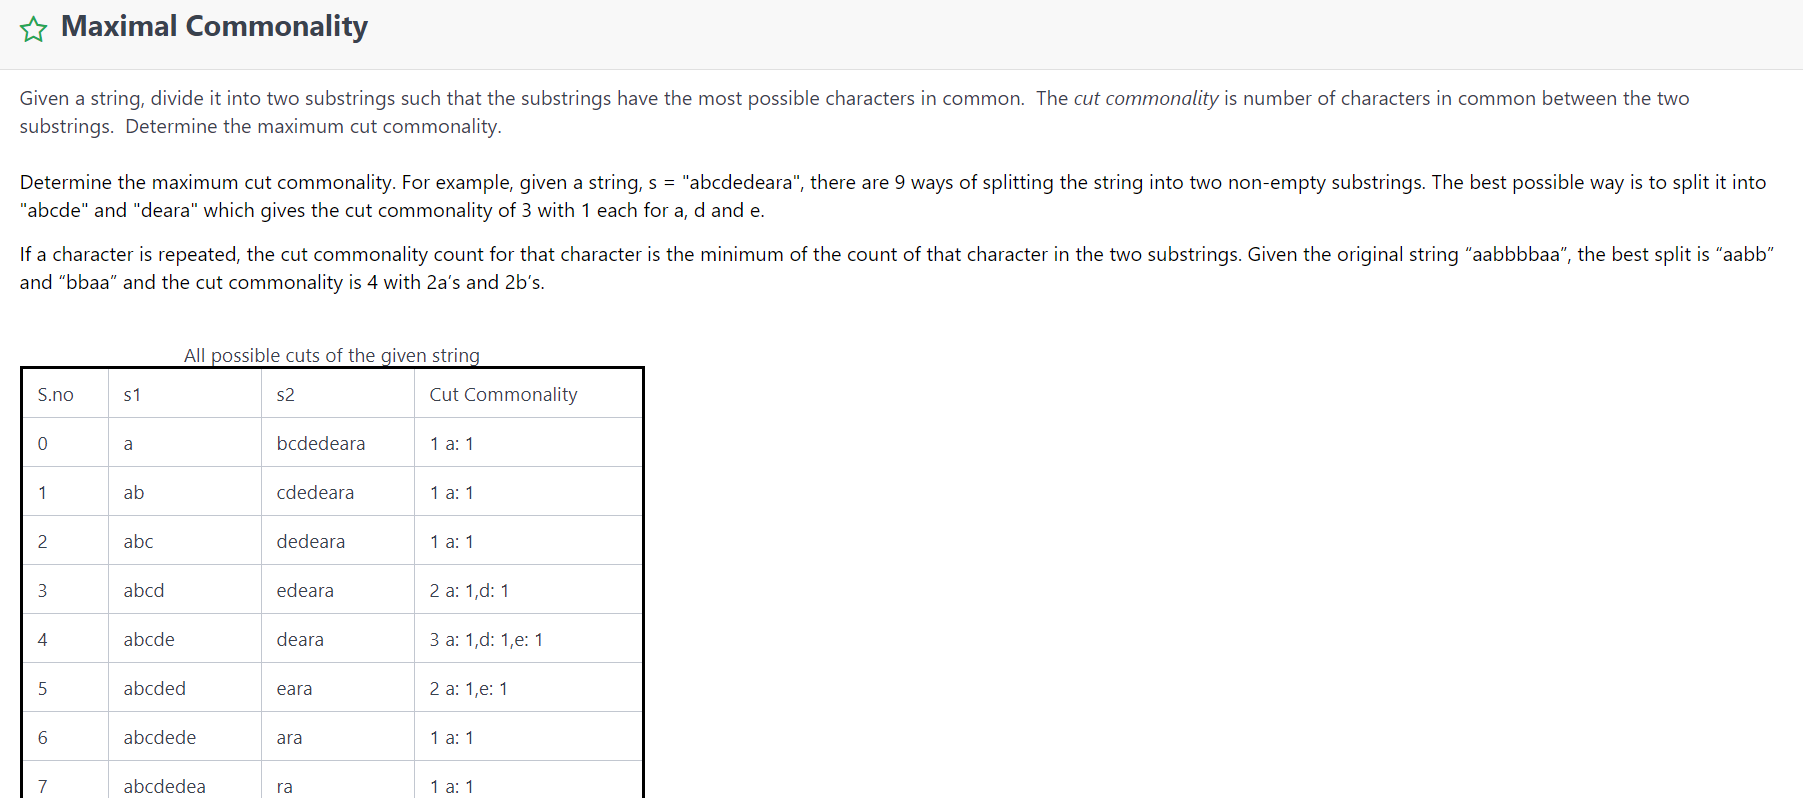 Maximal Commonality
Given a string, divide it into two substrings such that the substrings have the most possible characters in common.  The cut commonality is number of characters in common between the two
substrings.  Determine the maximum cut commonality.
Determine the maximum cut commonality. For example, given a string, s = "abcdedeara", there are 9 ways of splitting the string into two non-empty substrings. The best possible way is to split it into
"abcde" and "deara" which gives the cut commonality of 3 with 1 each for a, d and e.
If a character is repeated, the cut commonality count for that character is the minimum of the count of that character in the two substrings. Given the original string “aabbbbaa”, the best split is “aabb”
and “bbaa” and the cut commonality is 4 with 2a’s and 2b’s.
All possible cuts of the given string
S.no s1 s2 Cut Commonality
0 a bcdedeara 1 a: 1
1 ab cdedeara 1 a: 1
2 abc dedeara 1 a: 1
3 abcd edeara 2 a: 1,d: 1
4 abcde deara 3 a: 1,d: 1,e: 1
5 abcded eara 2 a: 1,e: 1
6 abcdede ara 1 a: 1
7 abcdedea ra 1 a: 1